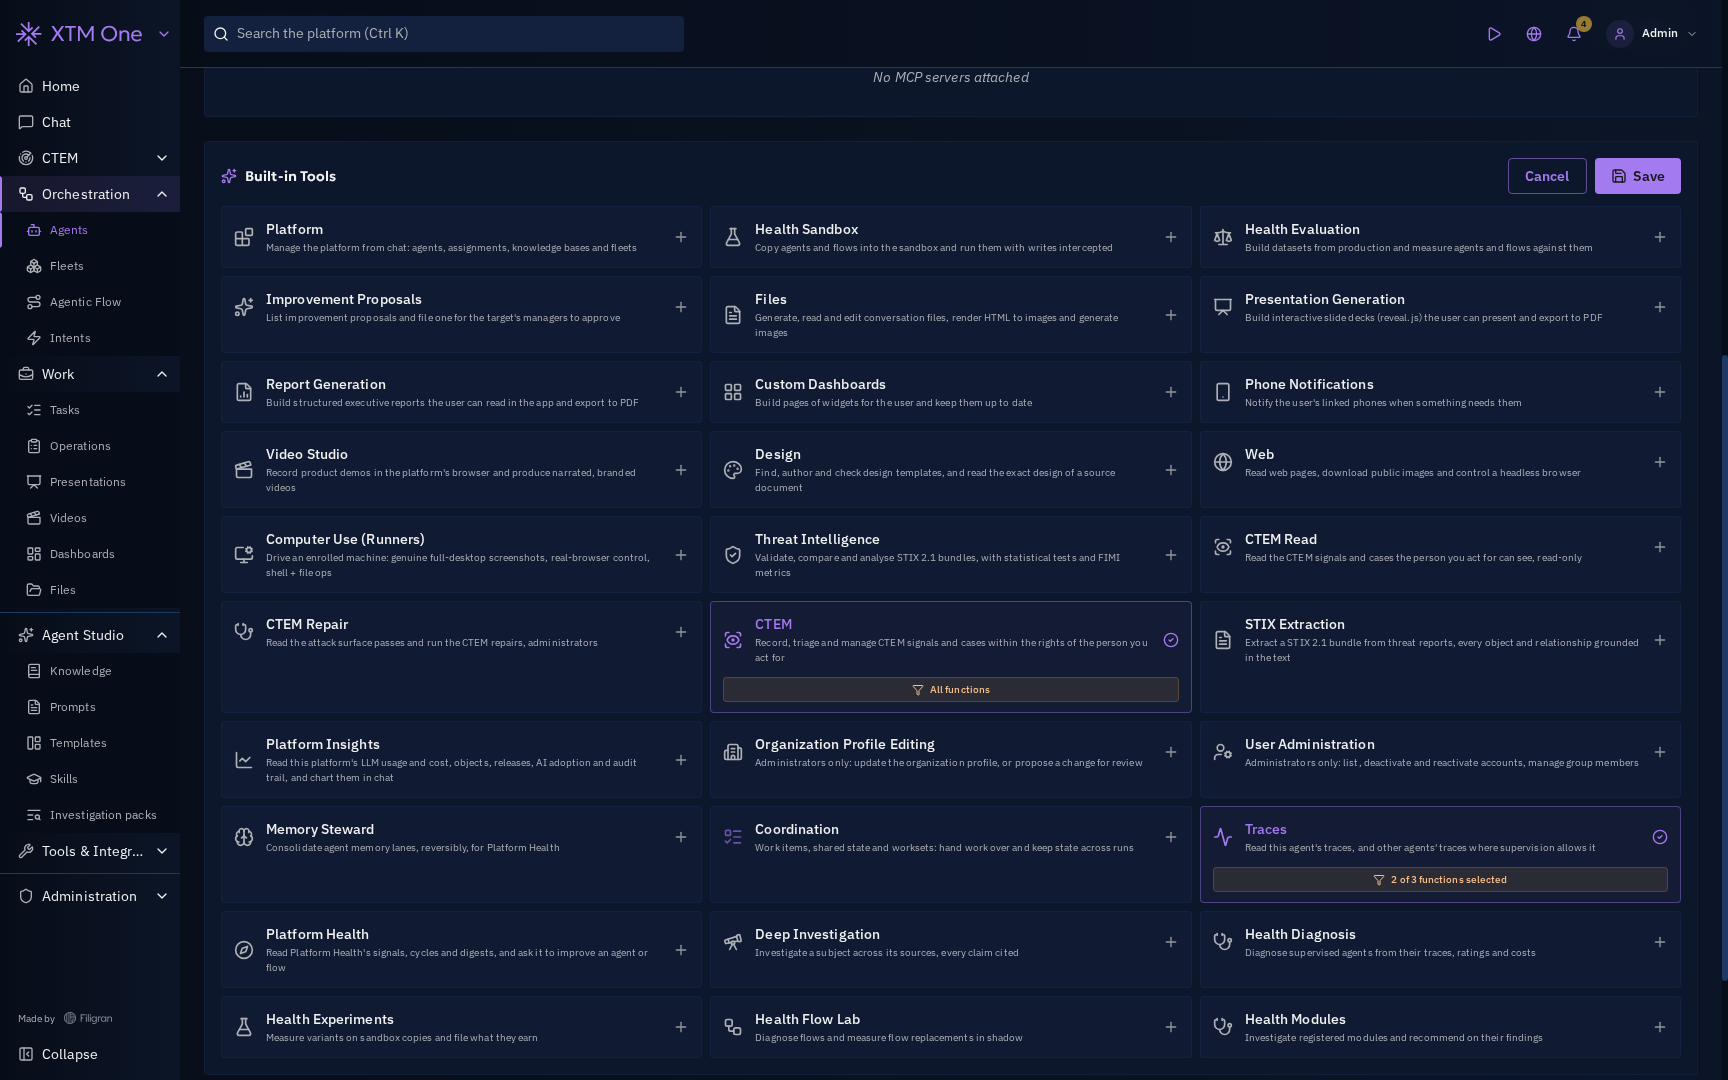 XTM One
Search the platform (Ctrl K)
4
Admin
Home
Chat
CTEM
Orchestration
Agents
Fleets
Agentic Flow
Intents
Work
Tasks
Operations
Presentations
Videos
Dashboards
Files
Agent Studio
Knowledge
Prompts
Templates
Skills
Investigation packs
Tools & Integr...
Administration
Made by Filigran
Collapse
No MCP servers attached
Built-in Tools
Cancel
Save
Platform
Manage the platform from chat: agents, assignments, knowledge bases and fleets
Health Sandbox
Copy agents and flows into the sandbox and run them with writes intercepted
Health Evaluation
Build datasets from production and measure agents and flows against them
Improvement Proposals
List improvement proposals and file one for the target's managers to approve
Files
Generate, read and edit conversation files, render HTML to images and generate
images
Presentation Generation
Build interactive slide decks (reveal.js) the user can present and export to PDF
Report Generation
Build structured executive reports the user can read in the app and export to PDF
Custom Dashboards
Build pages of widgets for the user and keep them up to date
Phone Notifications
Notify the user's linked phones when something needs them
Video Studio
Record product demos in the platform's browser and produce narrated, branded
videos
Design
Find, author and check design templates, and read the exact design of a source
document
Web
Read web pages, download public images and control a headless browser
Computer Use (Runners)
Drive an enrolled machine: genuine full-desktop screenshots, real-browser control,
shell + file ops
Threat Intelligence
Validate, compare and analyse STIX 2.1 bundles, with statistical tests and FIMI
metrics
CTEM Read
Read the CTEM signals and cases the person you act for can see, read-only
CTEM Repair
Read the attack surface passes and run the CTEM repairs, administrators
CTEM
Record, triage and manage CTEM signals and cases within the rights of the person you
act for
All functions
STIX Extraction
Extract a STIX 2.1 bundle from threat reports, every object and relationship grounded
in the text
Platform Insights
Read this platform's LLM usage and cost, objects, releases, AI adoption and audit
trail, and chart them in chat
Organization Profile Editing
Administrators only: update the organization profile, or propose a change for review
User Administration
Administrators only: list, deactivate and reactivate accounts, manage group members
Memory Steward
Consolidate agent memory lanes, reversibly, for Platform Health
Coordination
Work items, shared state and worksets: hand work over and keep state across runs
Traces
Read this agent's traces, and other agents' traces where supervision allows it
2 of 3 functions selected
Platform Health
Read Platform Health's signals, cycles and digests, and ask it to improve an agent or
flow
Deep Investigation
Investigate a subject across its sources, every claim cited
Health Diagnosis
Diagnose supervised agents from their traces, ratings and costs
Health Experiments
Measure variants on sandbox copies and file what they earn
Health Flow Lab
Diagnose flows and measure flow replacements in shadow
Health Modules
Investigate registered modules and recommend on their findings